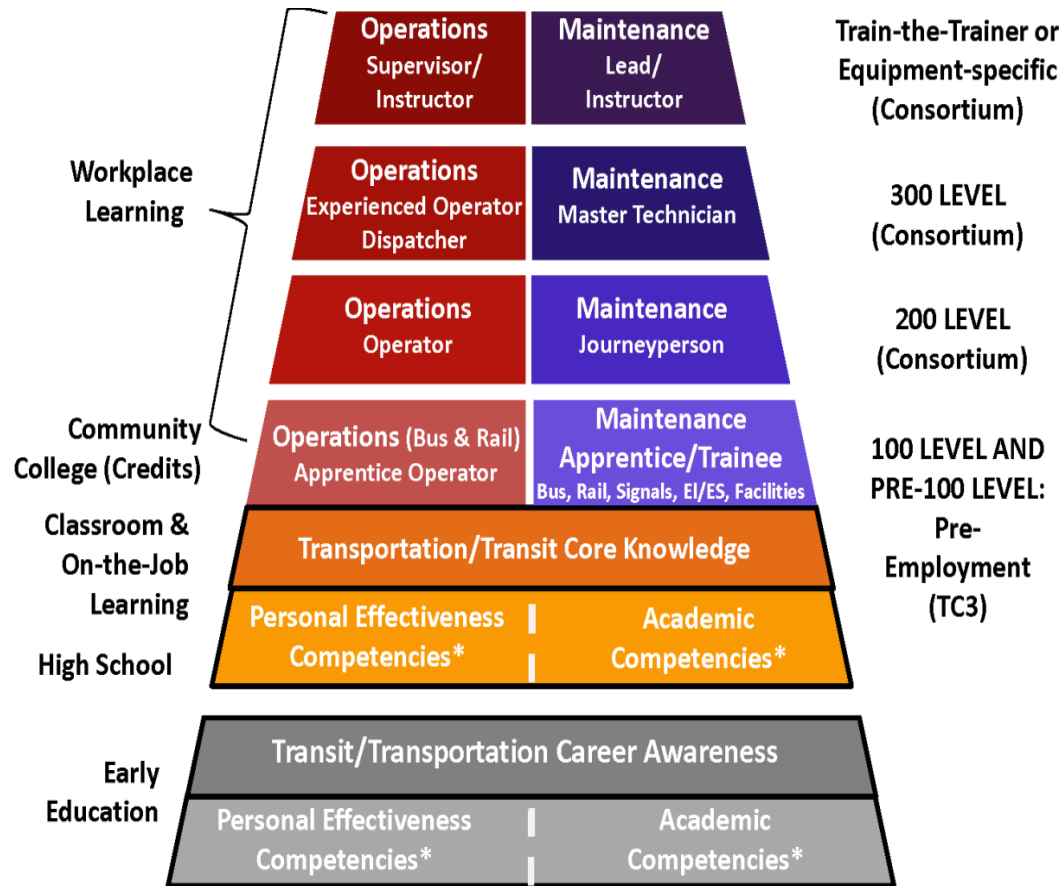 Operations
Supervisor/
Instructor
Maintenance
Lead/
Instructor
Train-the-Trainer or
Equipment-specific
(Consortium)
Workplace
Learning
Operations
Experienced Operator
Dispatcher
Maintenance
Master Technician
300 LEVEL
(Consortium)
Operations
Operator
Maintenance
Journeyperson
200 LEVEL
(Consortium)
Community
College (Credits)
Operations (Bus & Rail)
Apprentice Operator
Maintenance
Apprentice/Trainee
Bus, Rail, Signals, El/ES, Facilities
100 LEVEL AND
PRE-100 LEVEL:
Pre-
Employment
(TC3)
Classroom &
On-the-Job
Learning
Transportation/Transit Core Knowledge
High School
Personal Effectiveness
Competencies*
Academic
Competencies*
Early
Education
Transit/Transportation Career Awareness
Personal Effectiveness
Competencies*
Academic
Competencies*